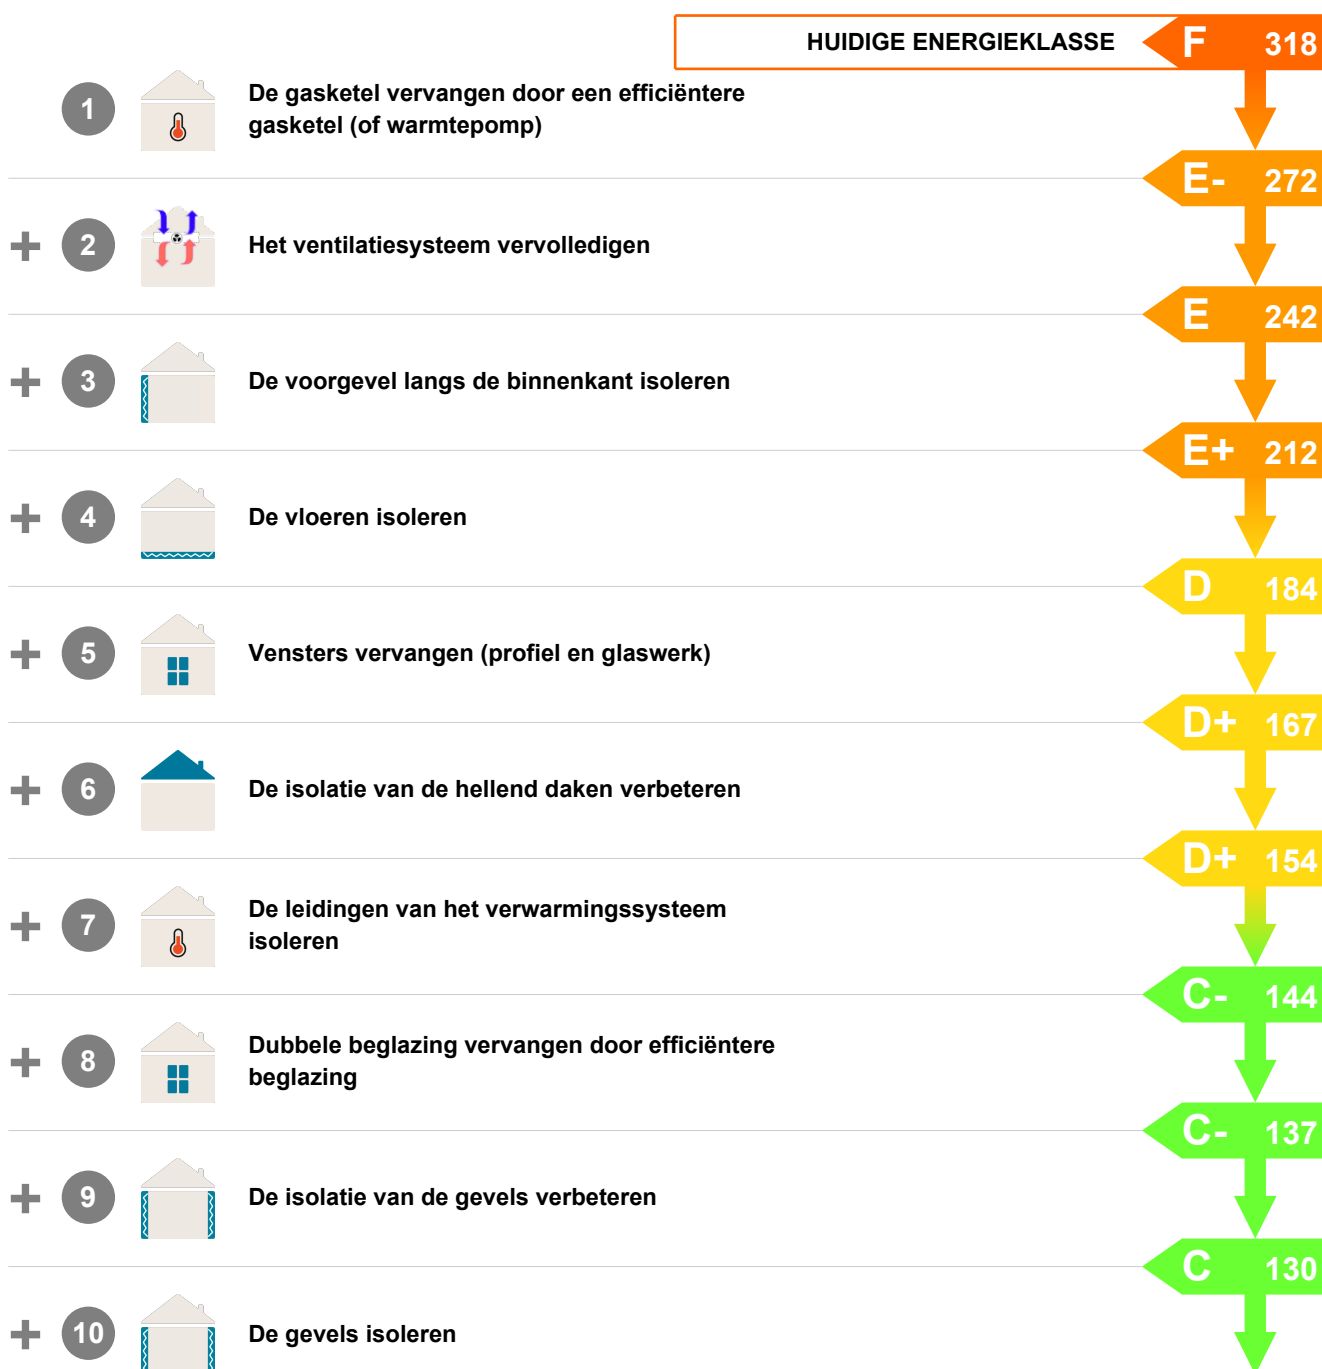 HUIDIGE ENERGIEKLASSE F 318
1 De gasketel vervangen door een efficiëntere
gasketel (of warmtepomp)
E- 272
+ 2 Het ventilatiesysteem vervolledigen
E 242
+ 3 De voorgevel langs de binnenkant isoleren
E+ 212
+ 4 De vloeren isoleren
D 184
+ 5 Vensters vervangen (profiel en glaswerk)
D+ 167
+ 6 De isolatie van de hellend daken verbeteren
D+ 154
+ 7 De leidingen van het verwarmingssysteem
isoleren
C- 144
+ 8 Dubbele beglazing vervangen door efficiëntere
beglazing
C- 137
+ 9 De isolatie van de gevels verbeteren
C 130
+ 10 De gevels isoleren